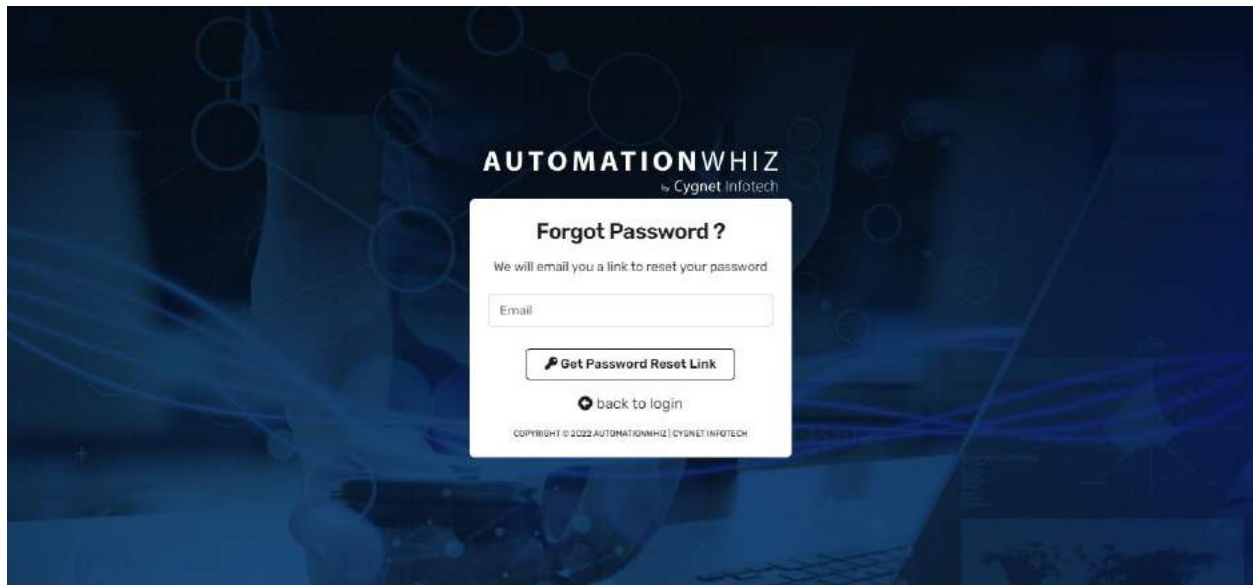 AUTOMATIONWHIZ
by Cygnet Infotech
Forgot Password ?
We will email you a link to reset your password
Email
Get Password Reset Link
back to login
COPYRIGHT © 2022 AUTOMATIONWHIZ | CYGNET INFOTECH